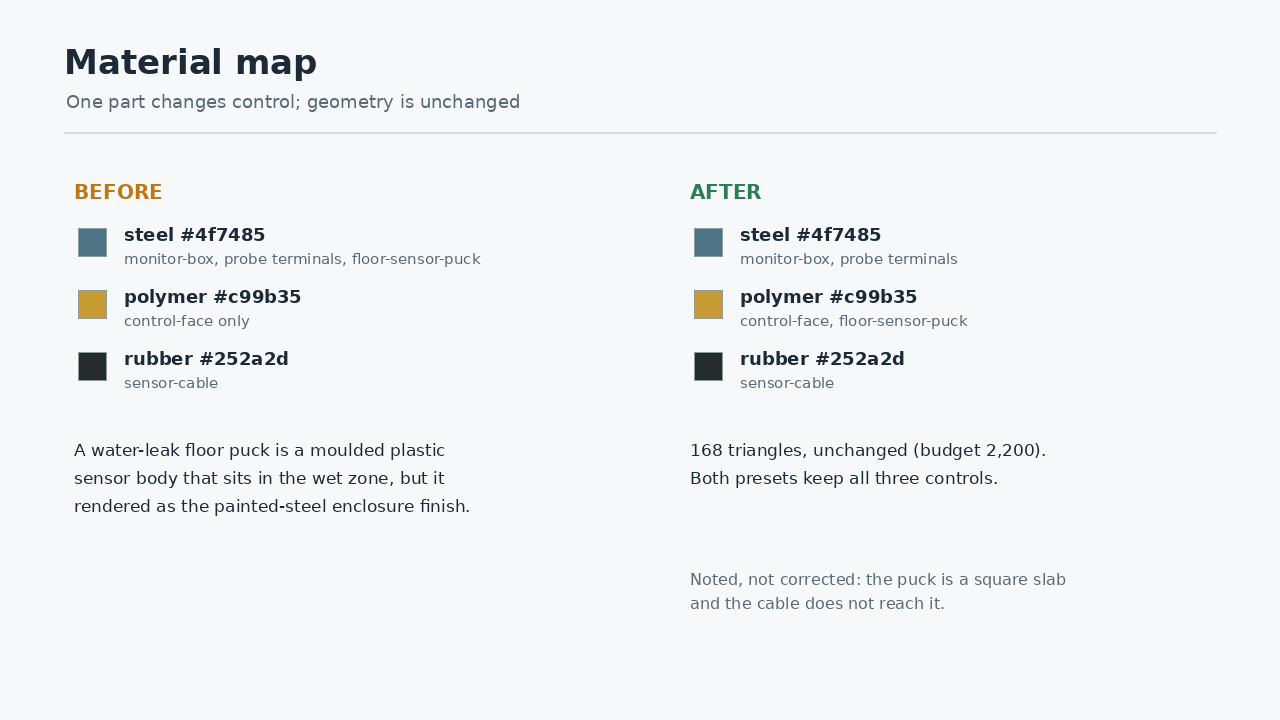 Material map
One part changes control; geometry is unchanged
BEFORE
steel #4f7485
monitor-box, probe terminals, floor-sensor-puck
polymer #c99b35
control-face only
rubber #252a2d
sensor-cable
A water-leak floor puck is a moulded plastic
sensor body that sits in the wet zone, but it
rendered as the painted-steel enclosure finish.
AFTER
steel #4f7485
monitor-box, probe terminals
polymer #c99b35
control-face, floor-sensor-puck
rubber #252a2d
sensor-cable
168 triangles, unchanged (budget 2,200).
Both presets keep all three controls.
Noted, not corrected: the puck is a square slab
and the cable does not reach it.